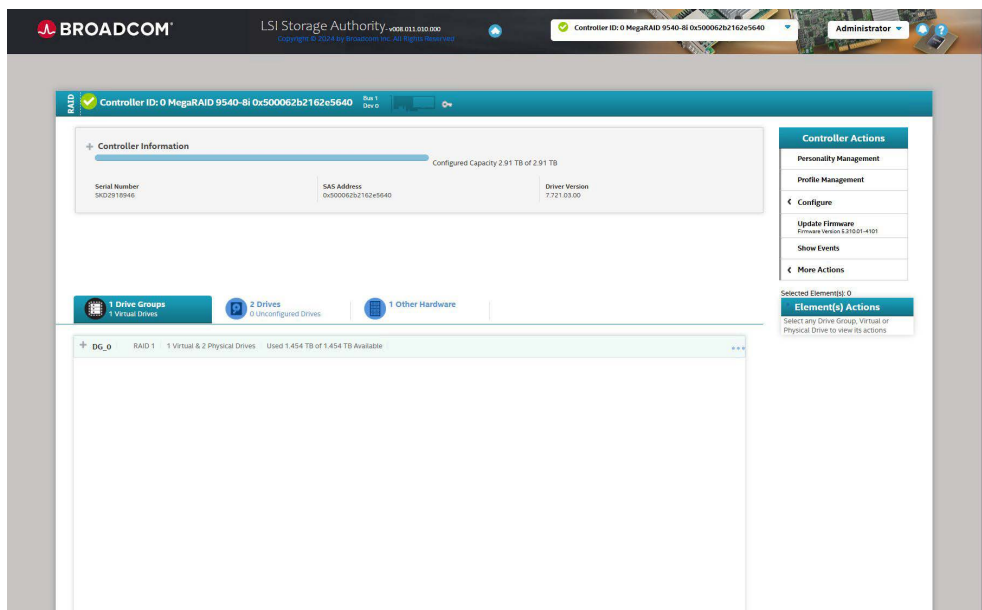 BROADCOM®
LSI Storage Authority - v008.011.010.000
Copyright © 2024 by Broadcom Inc. All Rights Reserved
Controller ID: 0 MegaRAID 9540-8i 0x500062b2162e5640
Administrator
RAID
Controller ID: 0 MegaRAID 9540-8i 0x500062b2162e5640
Bus 1
Dev 0
Controller Information
Configured Capacity 2.91 TB of 2.91 TB
Serial Number
SKD2918946
SAS Address
0x500062b2162e5640
Driver Version
7.721.03.00
Controller Actions
Personality Management
Profile Management
Configure
Update Firmware
Firmware Version 5.310.01-4101
Show Events
More Actions
Selected Element(s): 0
Element(s) Actions
Select any Drive Group, Virtual or
Physical Drive to view its actions
1 Drive Groups
1 Virtual Drives
2 Drives
0 Unconfigured Drives
1 Other Hardware
DG_0 RAID 1 1 Virtual & 2 Physical Drives Used 1.454 TB of 1.454 TB Available